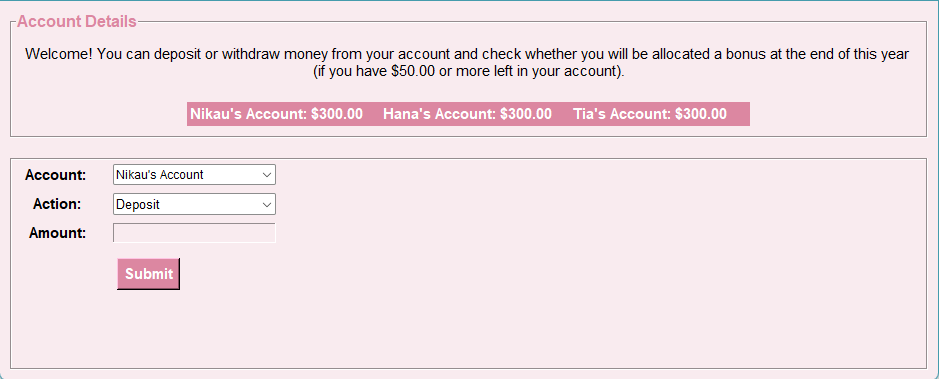 Account Details
Welcome! You can deposit or withdraw money from your account and check whether you will be allocated a bonus at the end of this year
(if you have $50.00 or more left in your account).
Nikau's Account: $300.00 Hana's Account: $300.00 Tia's Account: $300.00
Account: Nikau's Account
Action: Deposit
Amount:
Submit